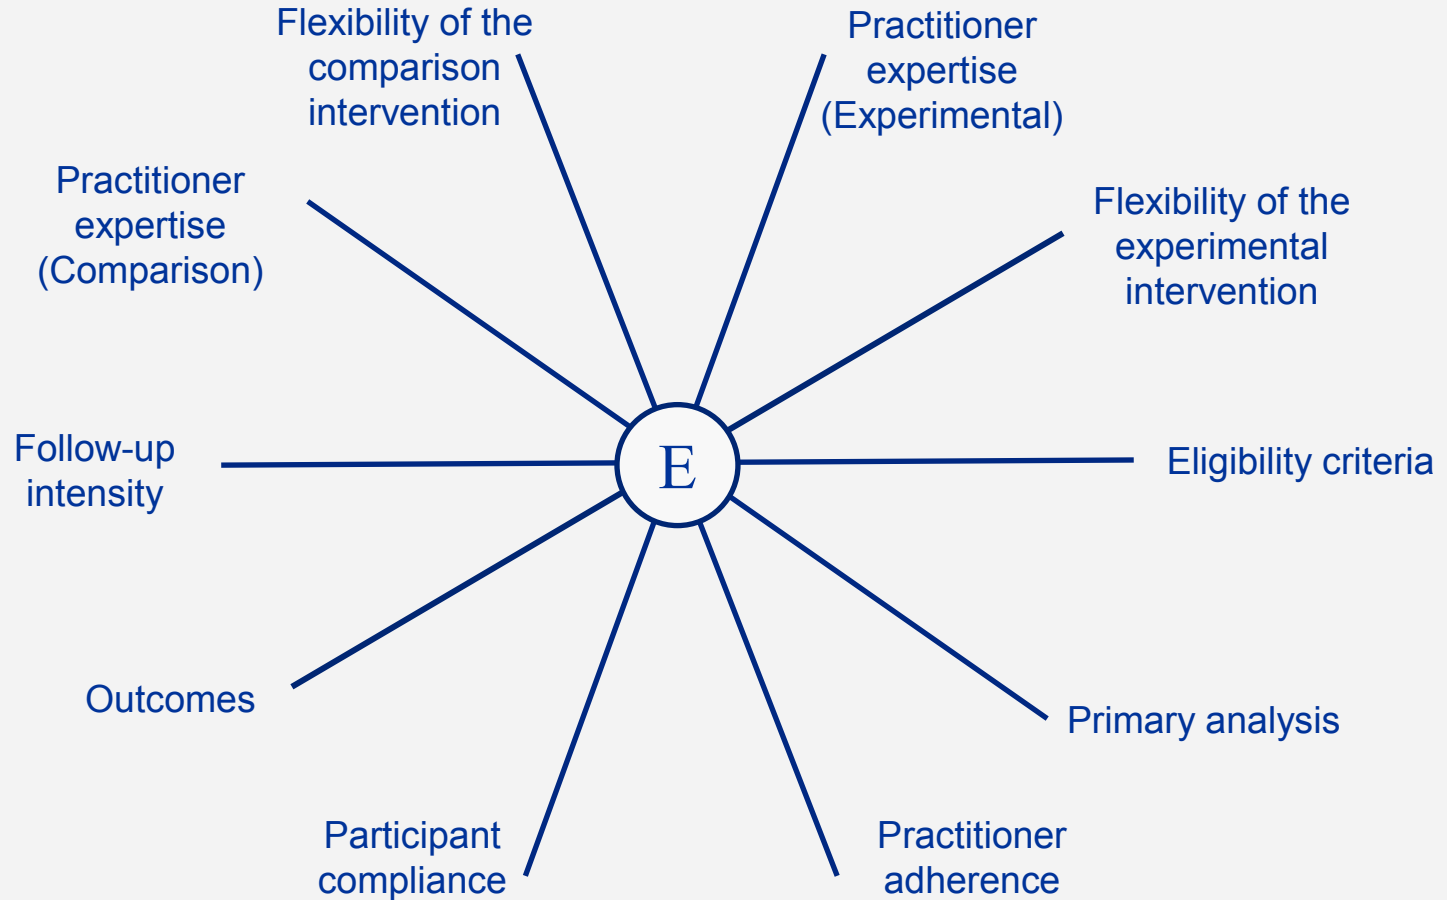 Flexibility of the
comparison
intervention
Practitioner
expertise
(Experimental)
Practitioner
expertise
(Comparison)
Flexibility of the
experimental
intervention
Follow-up
intensity
E
Eligibility criteria
Outcomes
Primary analysis
Participant
compliance
Practitioner
adherence